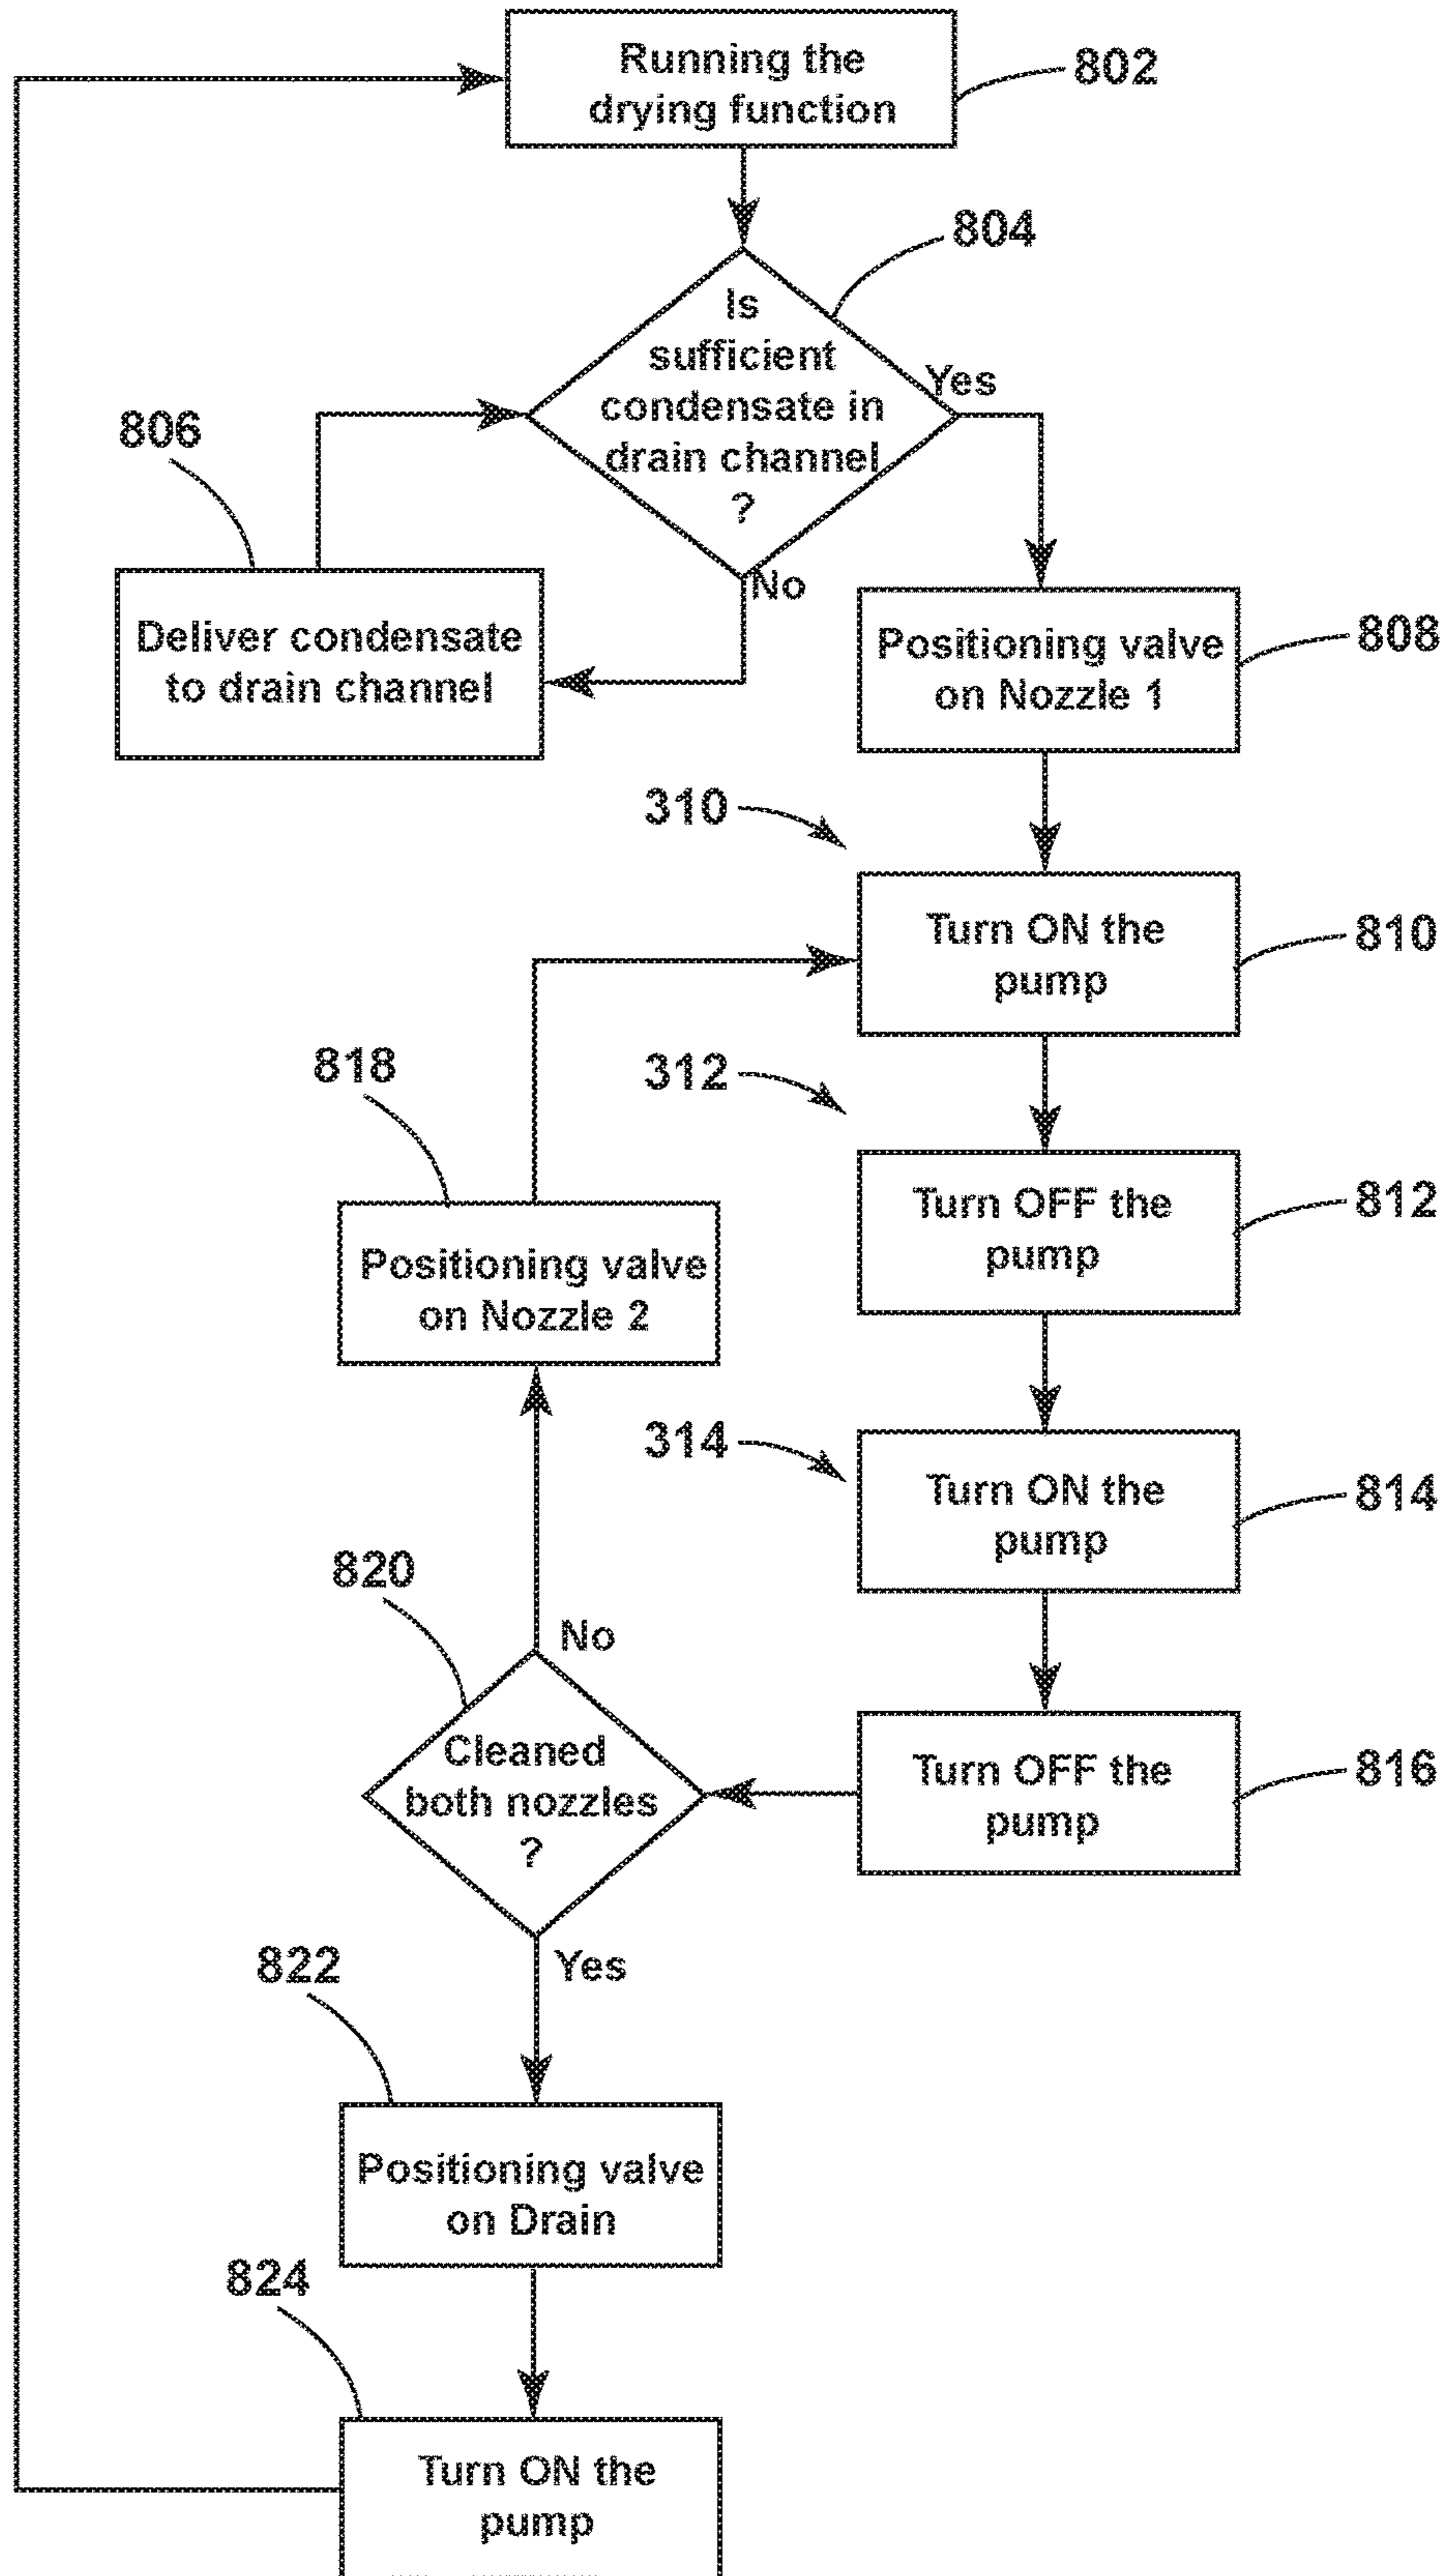 Running the
drying function
802
804
Is
sufficient
condensate in
drain channel
?
Yes
No
806
Deliver condensate
to drain channel
Positioning valve
on Nozzle 1
808
310
Turn ON the
pump
810
312
Turn OFF the
pump
812
818
Positioning valve
on Nozzle 2
314
Turn ON the
pump
814
820
No
Cleaned
both nozzles
?
Turn OFF the
pump
816
Yes
822
Positioning valve
on Drain
824
Turn ON the
pump